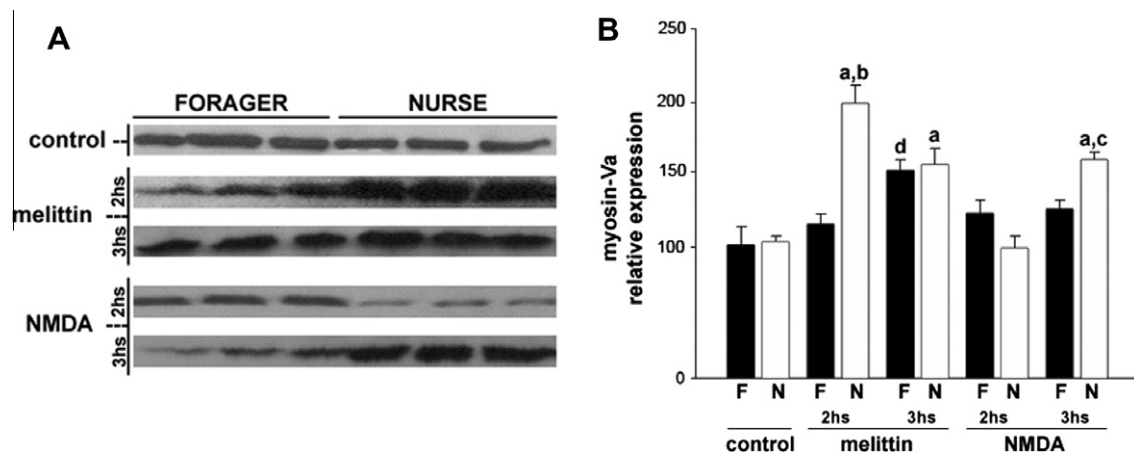 A
FORAGER NURSE
control
melittin
2hs
3hs
NMDA
2hs
3hs
B
myosin-Va
relative expression
250
200
150
100
0
a,b
d
a
a,c
F N F N F N F N F N
2hs 3hs 2hs 3hs
control melittin NMDA